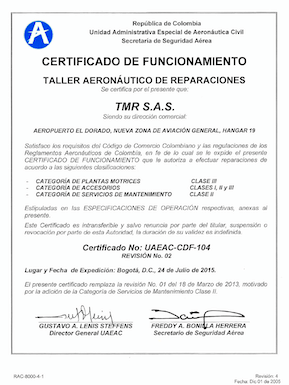 República de Colombia
Unidad Administrativa Especial de Aeronáutica Civil
Secretaria de Seguridad Aérea
A
CERTIFICADO DE FUNCIONAMIENTO
TALLER AERONÁUTICO DE REPARACIONES
Se certifica por el presente que:
TMR S.A.S.
Siendo su dirección comercial:
AEROPUERTO EL DORADO, NUEVA ZONA DE AVIACIÓN GENERAL, HANGAR 19
Satisfizo los requisitos del Código de Comercio Colombiano y las regulaciones de los
Reglamentos Aeronáuticos de Colombia, en fe de lo cual se le expide el presente
CERTIFICADO DE FUNCIONAMIENTO que le autoriza a efectuar reparaciones de
acuerdo a las siguientes clasificaciones:
- CATEGORÍA DE PLANTAS MOTRICES CLASE III
- CATEGORÍA DE ACCESORIOS CLASES I, II y III
- CATEGORÍA DE SERVICIOS DE MANTENIMIENTO CLASE II
Estipuladas en las ESPECIFICACIONES DE OPERACIÓN respectivas, anexas al
presente.
Este Certificado es intransferible y salvo renuncia por parte del titular, suspensión o
revocación por parte de esta Autoridad, la duración de su validez es indefinida.
Certificado No: UAEAC-CDF-104
REVISIÓN No. 02
Lugar y Fecha de Expedición: Bogotá, D.C., 24 de Julio de 2015.
El presente certificado reemplaza la revisión No. 01 del 18 de Marzo de 2013, motivado
por la adición de la Categoría de Servicios de Mantenimiento Clase II.
GUSTAVO A. LENIS STEFFENS FREDDY A. BONILLA HERRERA
Director General UAEAC Secretario de Seguridad Aérea
RAC-8000-4-1 Revisión: 4
Fecha: Dic 01 de 2005